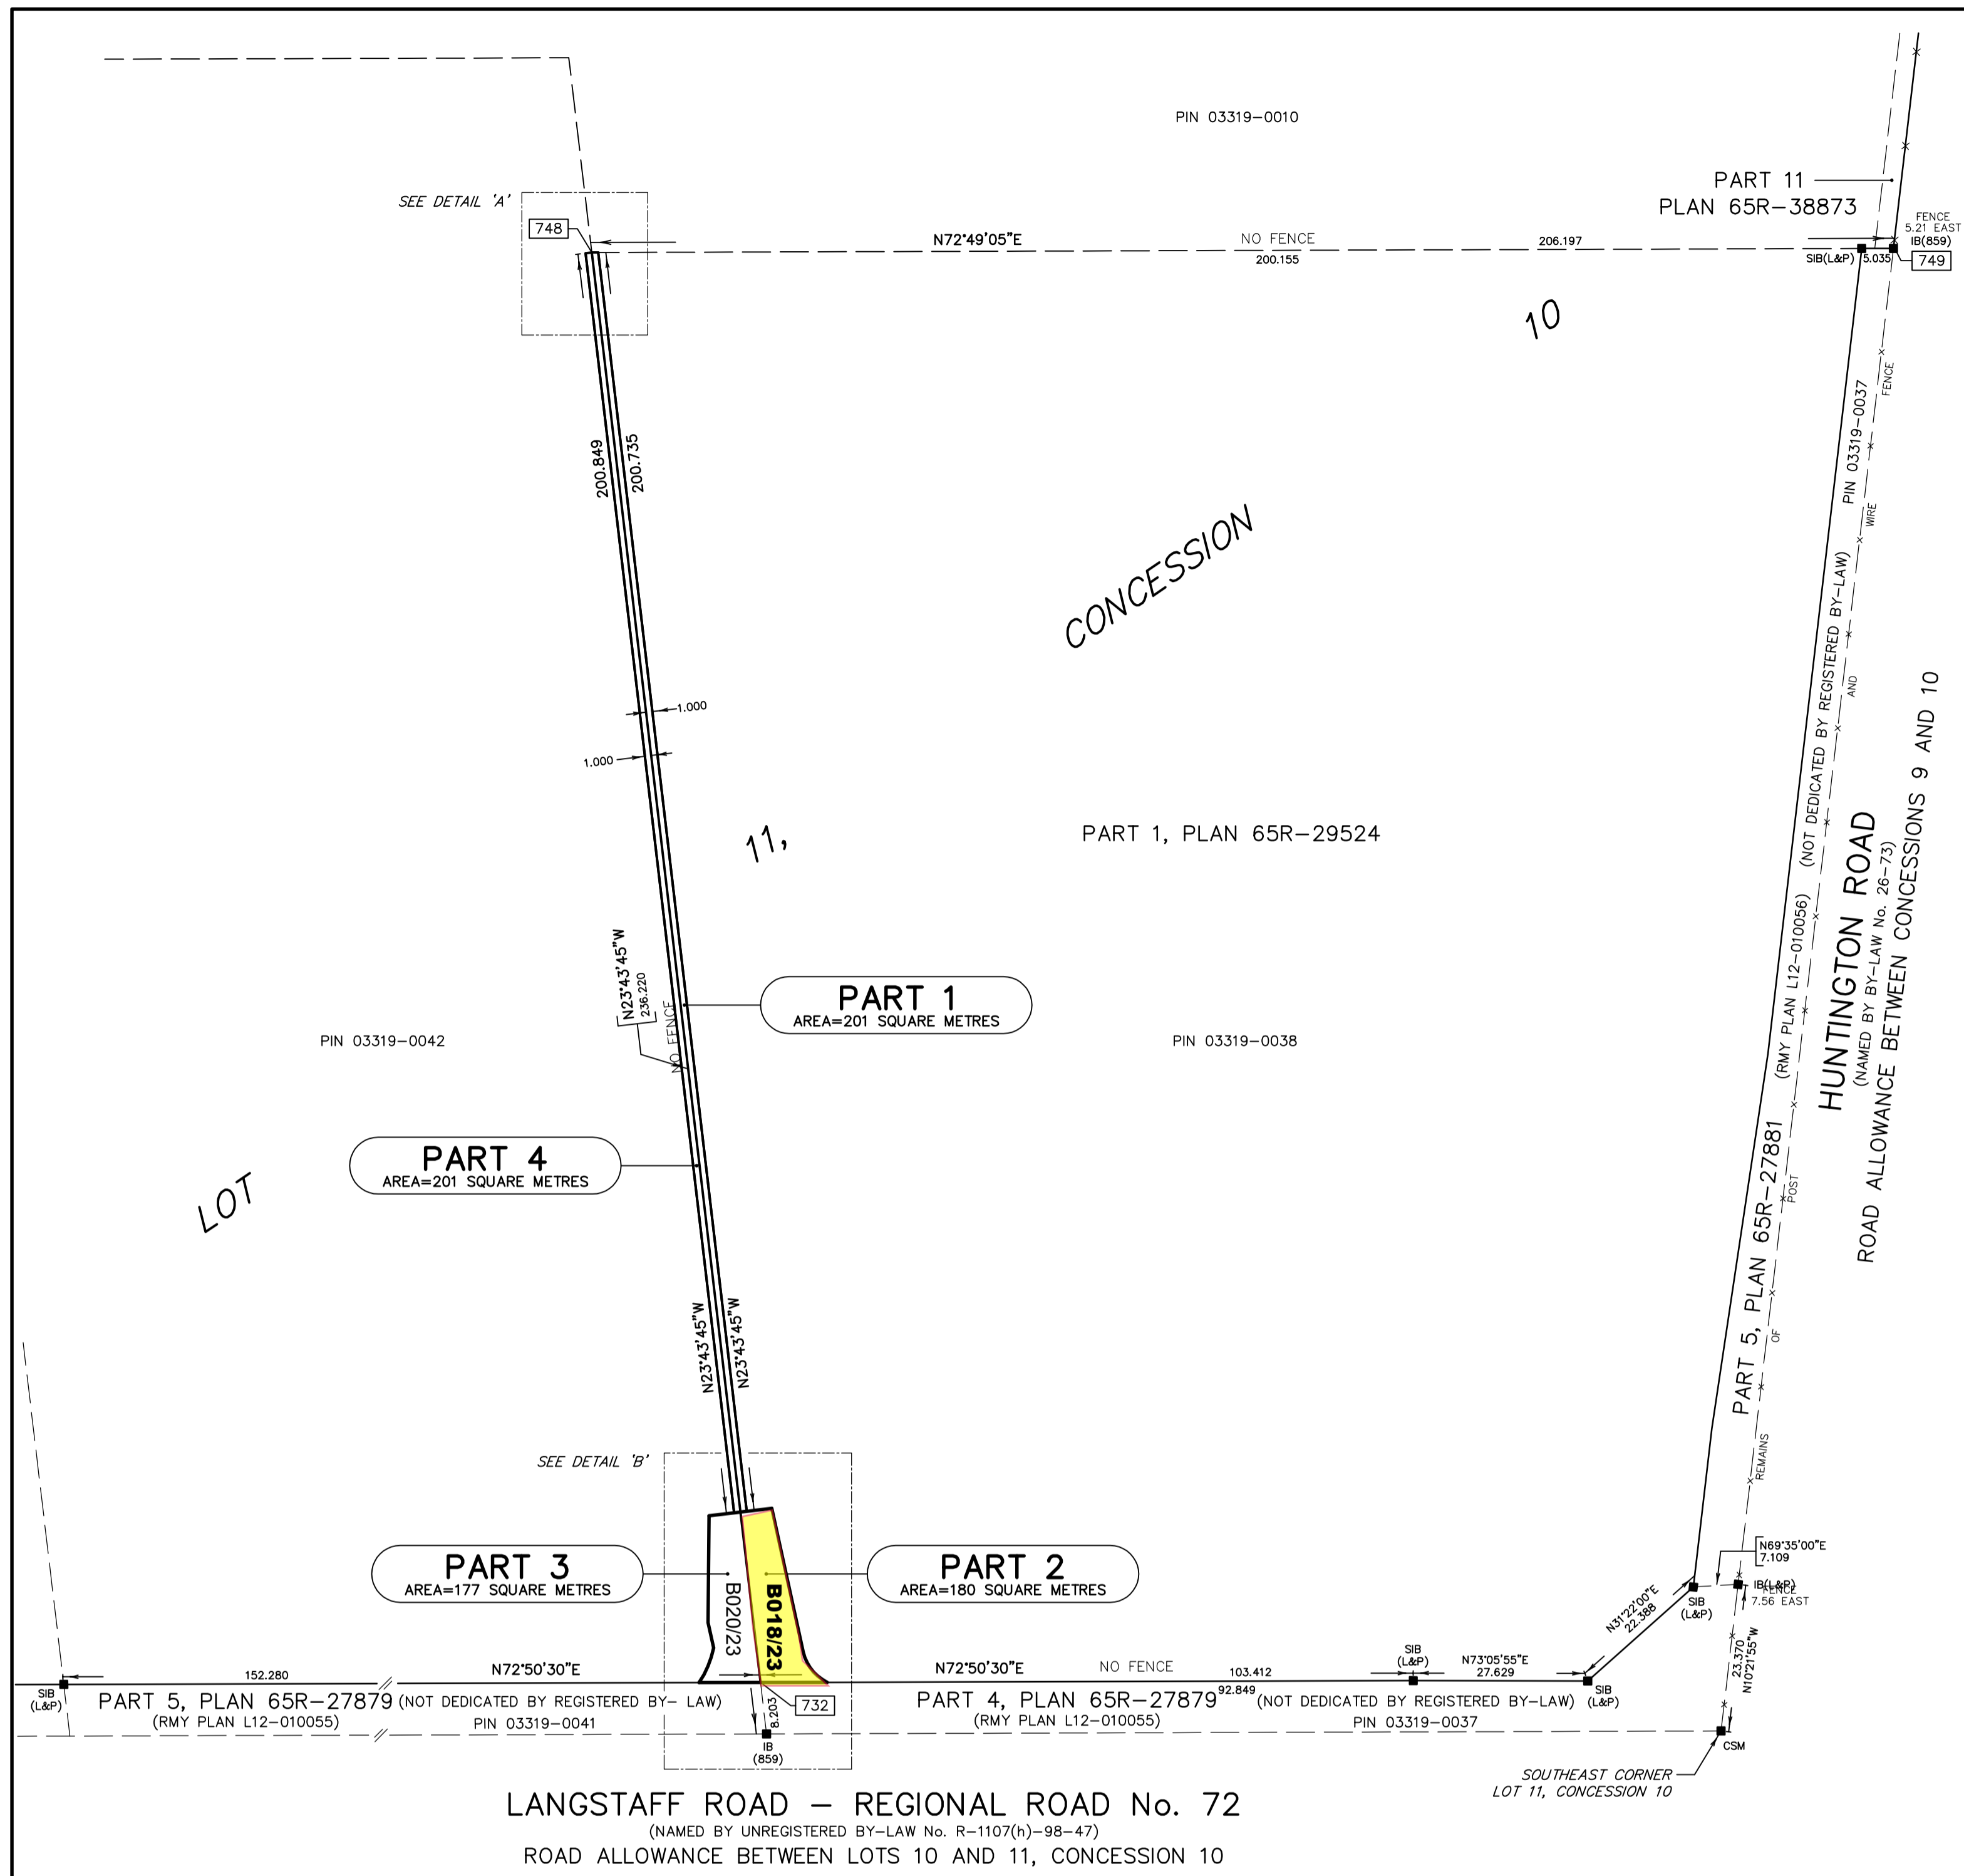 PIN 03319-0010
PART 11
PLAN 65R-38873
SEE DETAIL 'A'
748
N72°49'05"E
NO FENCE
206.197
200.155
FENCE
5.21 EAST
IB(859)
SIB(L&P)
5.035
749
10
200.849
200.735
PIN 03319-0037
FENCE
WIRE
AND
POST
OF
REMAINS
CONCESSION
1.000
1.000
11,
PART 1, PLAN 65R-29524
(NOT DEDICATED BY REGISTERED BY-LAW)
(RMY PLAN L12-010056)
PART 5, PLAN 65R-27881
HUNTINGTON ROAD
(NAMED BY BY-LAW No. 26-73)
ROAD ALLOWANCE BETWEEN CONCESSIONS 9 AND 10
N23°43'45"W
236.220
NO FENCE
PART 1
AREA=201 SQUARE METRES
PIN 03319-0042
PIN 03319-0038
PART 4
AREA=201 SQUARE METRES
LOT
N23°43'45"W
N23°43'45"W
SEE DETAIL 'B'
PART 3
AREA=177 SQUARE METRES
B020/23
B018/23
PART 2
AREA=180 SQUARE METRES
N69°35'00"E
7.109
IB(L&P)
FENCE
7.56 EAST
SIB
(L&P)
N31°22'00"E
22.388
23.370
N10°21'55"W
SIB
(L&P)
152.280
N72°50'30"E
N72°50'30"E
NO FENCE
103.412
92.849
SIB
(L&P)
N73°05'55"E
27.629
SIB
(L&P)
PART 5, PLAN 65R-27879 (NOT DEDICATED BY REGISTERED BY- LAW)
(RMY PLAN L12-010055)
PIN 03319-0041
8.203
732
IB
(859)
PART 4, PLAN 65R-27879 (NOT DEDICATED BY REGISTERED BY-LAW)
(RMY PLAN L12-010055)
PIN 03319-0037
CSM
SOUTHEAST CORNER
LOT 11, CONCESSION 10
LANGSTAFF ROAD – REGIONAL ROAD No. 72
(NAMED BY UNREGISTERED BY-LAW No. R-1107(h)-98-47)
ROAD ALLOWANCE BETWEEN LOTS 10 AND 11, CONCESSION 10